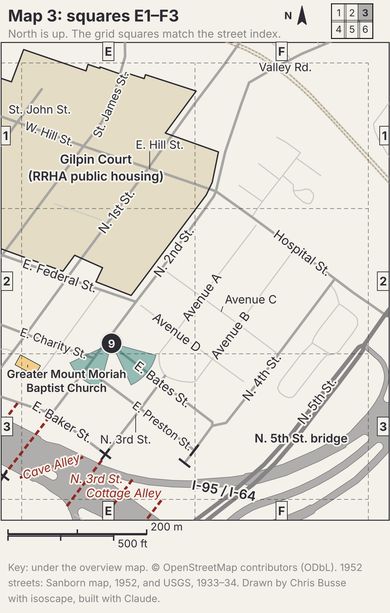 Map 3: squares E1–F3
North is up. The grid squares match the street index.
N
1 2 3
4 5 6
E
F
Valley Rd.
St. John St.
St. James St.
W. Hill St.
E. Hill St.
1
1
Gilpin Court
(RRHA public housing)
N. 1st St.
N. 2nd St.
Hospital St.
E. Federal St.
2
2
Avenue A
Avenue C
Avenue B
Avenue D
E. Charity St.
9
Greater Mount Moriah
Baptist Church
E. Bates St.
N. 4th St.
N. 5th St.
E. Baker St.
E. Preston St.
3
3
N. 3rd St.
N. 5th St. bridge
Cave Alley
N. 3rd St.
Cottage Alley
I-95 / I-64
E
F
200 m
500 ft
Key: under the overview map. © OpenStreetMap contributors (ODbL). 1952
streets: Sanborn map, 1952, and USGS, 1933–34. Drawn by Chris Busse
with isoscape, built with Claude.